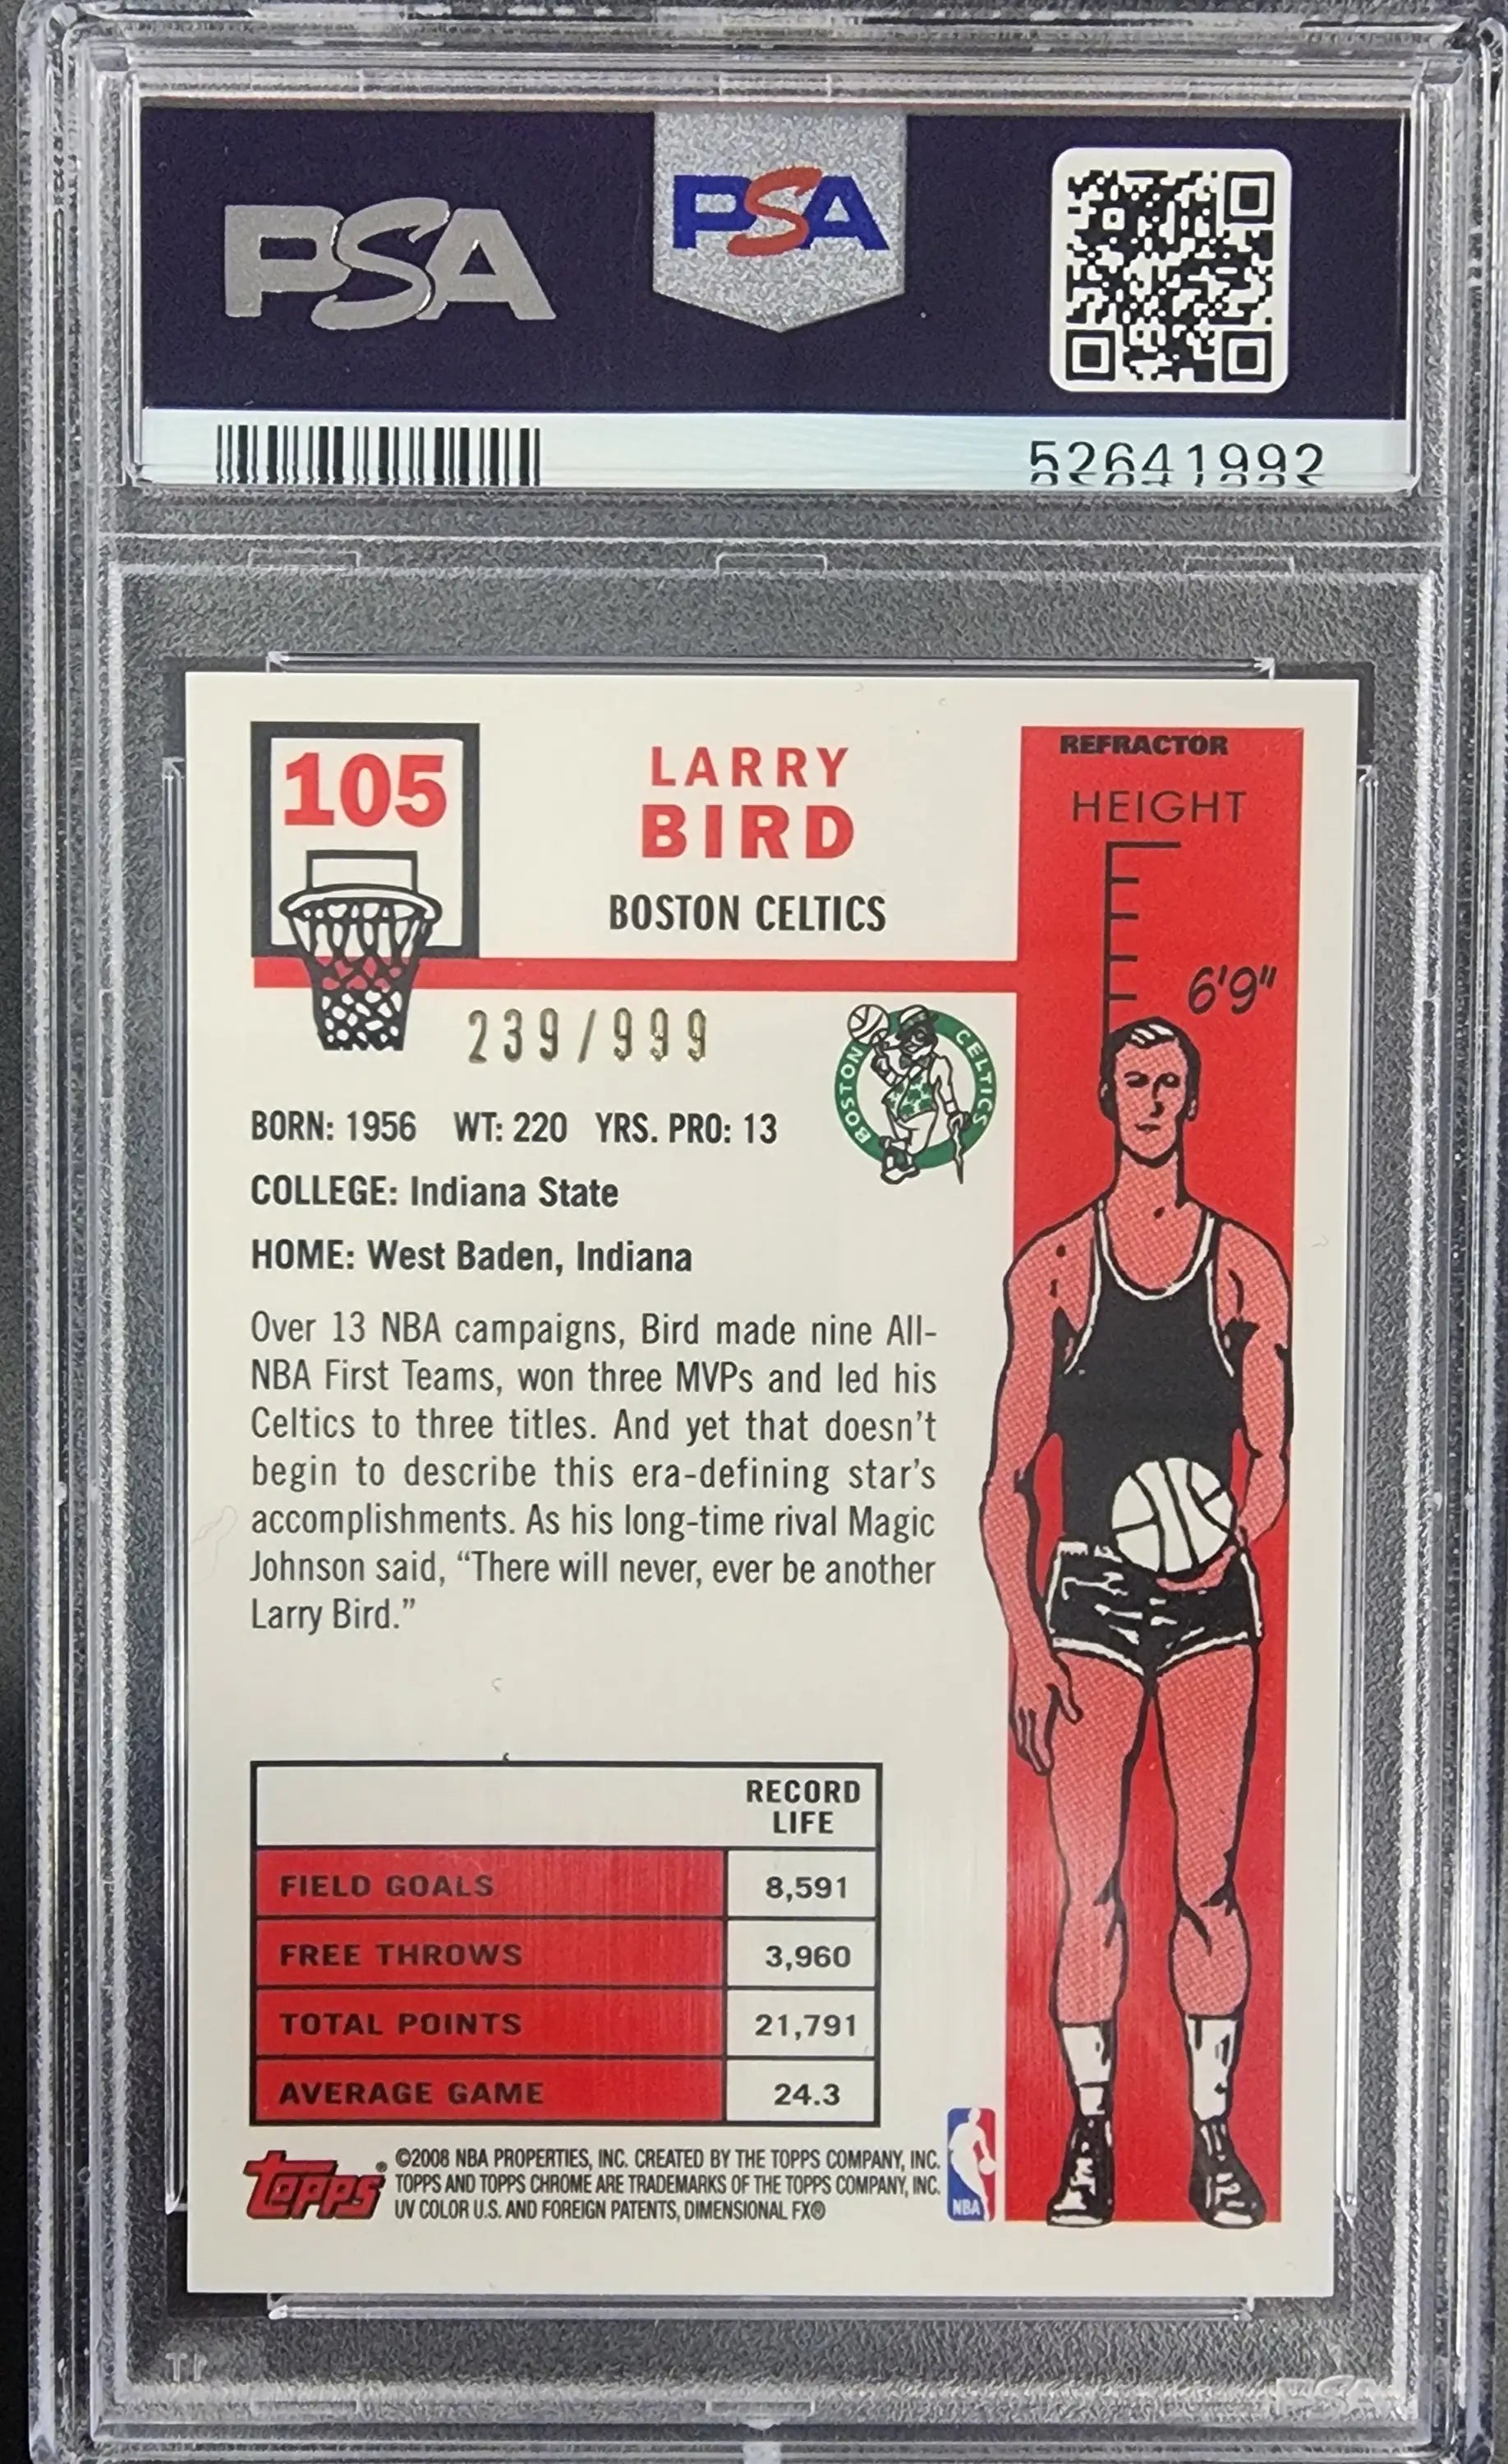 PSA
PSA
52641992
105
LARRY
BIRD
BOSTON CELTICS
REFRACTOR
HEIGHT
6'9"
239/999
BOSTON CELTICS
BORN: 1956 WT: 220 YRS. PRO: 13
COLLEGE: Indiana State
HOME: West Baden, Indiana
Over 13 NBA campaigns, Bird made nine All-
NBA First Teams, won three MVPs and led his
Celtics to three titles. And yet that doesn't
begin to describe this era-defining star's
accomplishments. As his long-time rival Magic
Johnson said, “There will never, ever be another
Larry Bird.”
RECORD
LIFE
FIELD GOALS 8,591
FREE THROWS 3,960
TOTAL POINTS 21,791
AVERAGE GAME 24.3
topps® ©2008 NBA PROPERTIES, INC. CREATED BY THE TOPPS COMPANY, INC.
TOPPS AND TOPPS CHROME ARE TRADEMARKS OF THE TOPPS COMPANY, INC.
UV COLOR U.S. AND FOREIGN PATENTS, DIMENSIONAL FX®
NBA
PSA